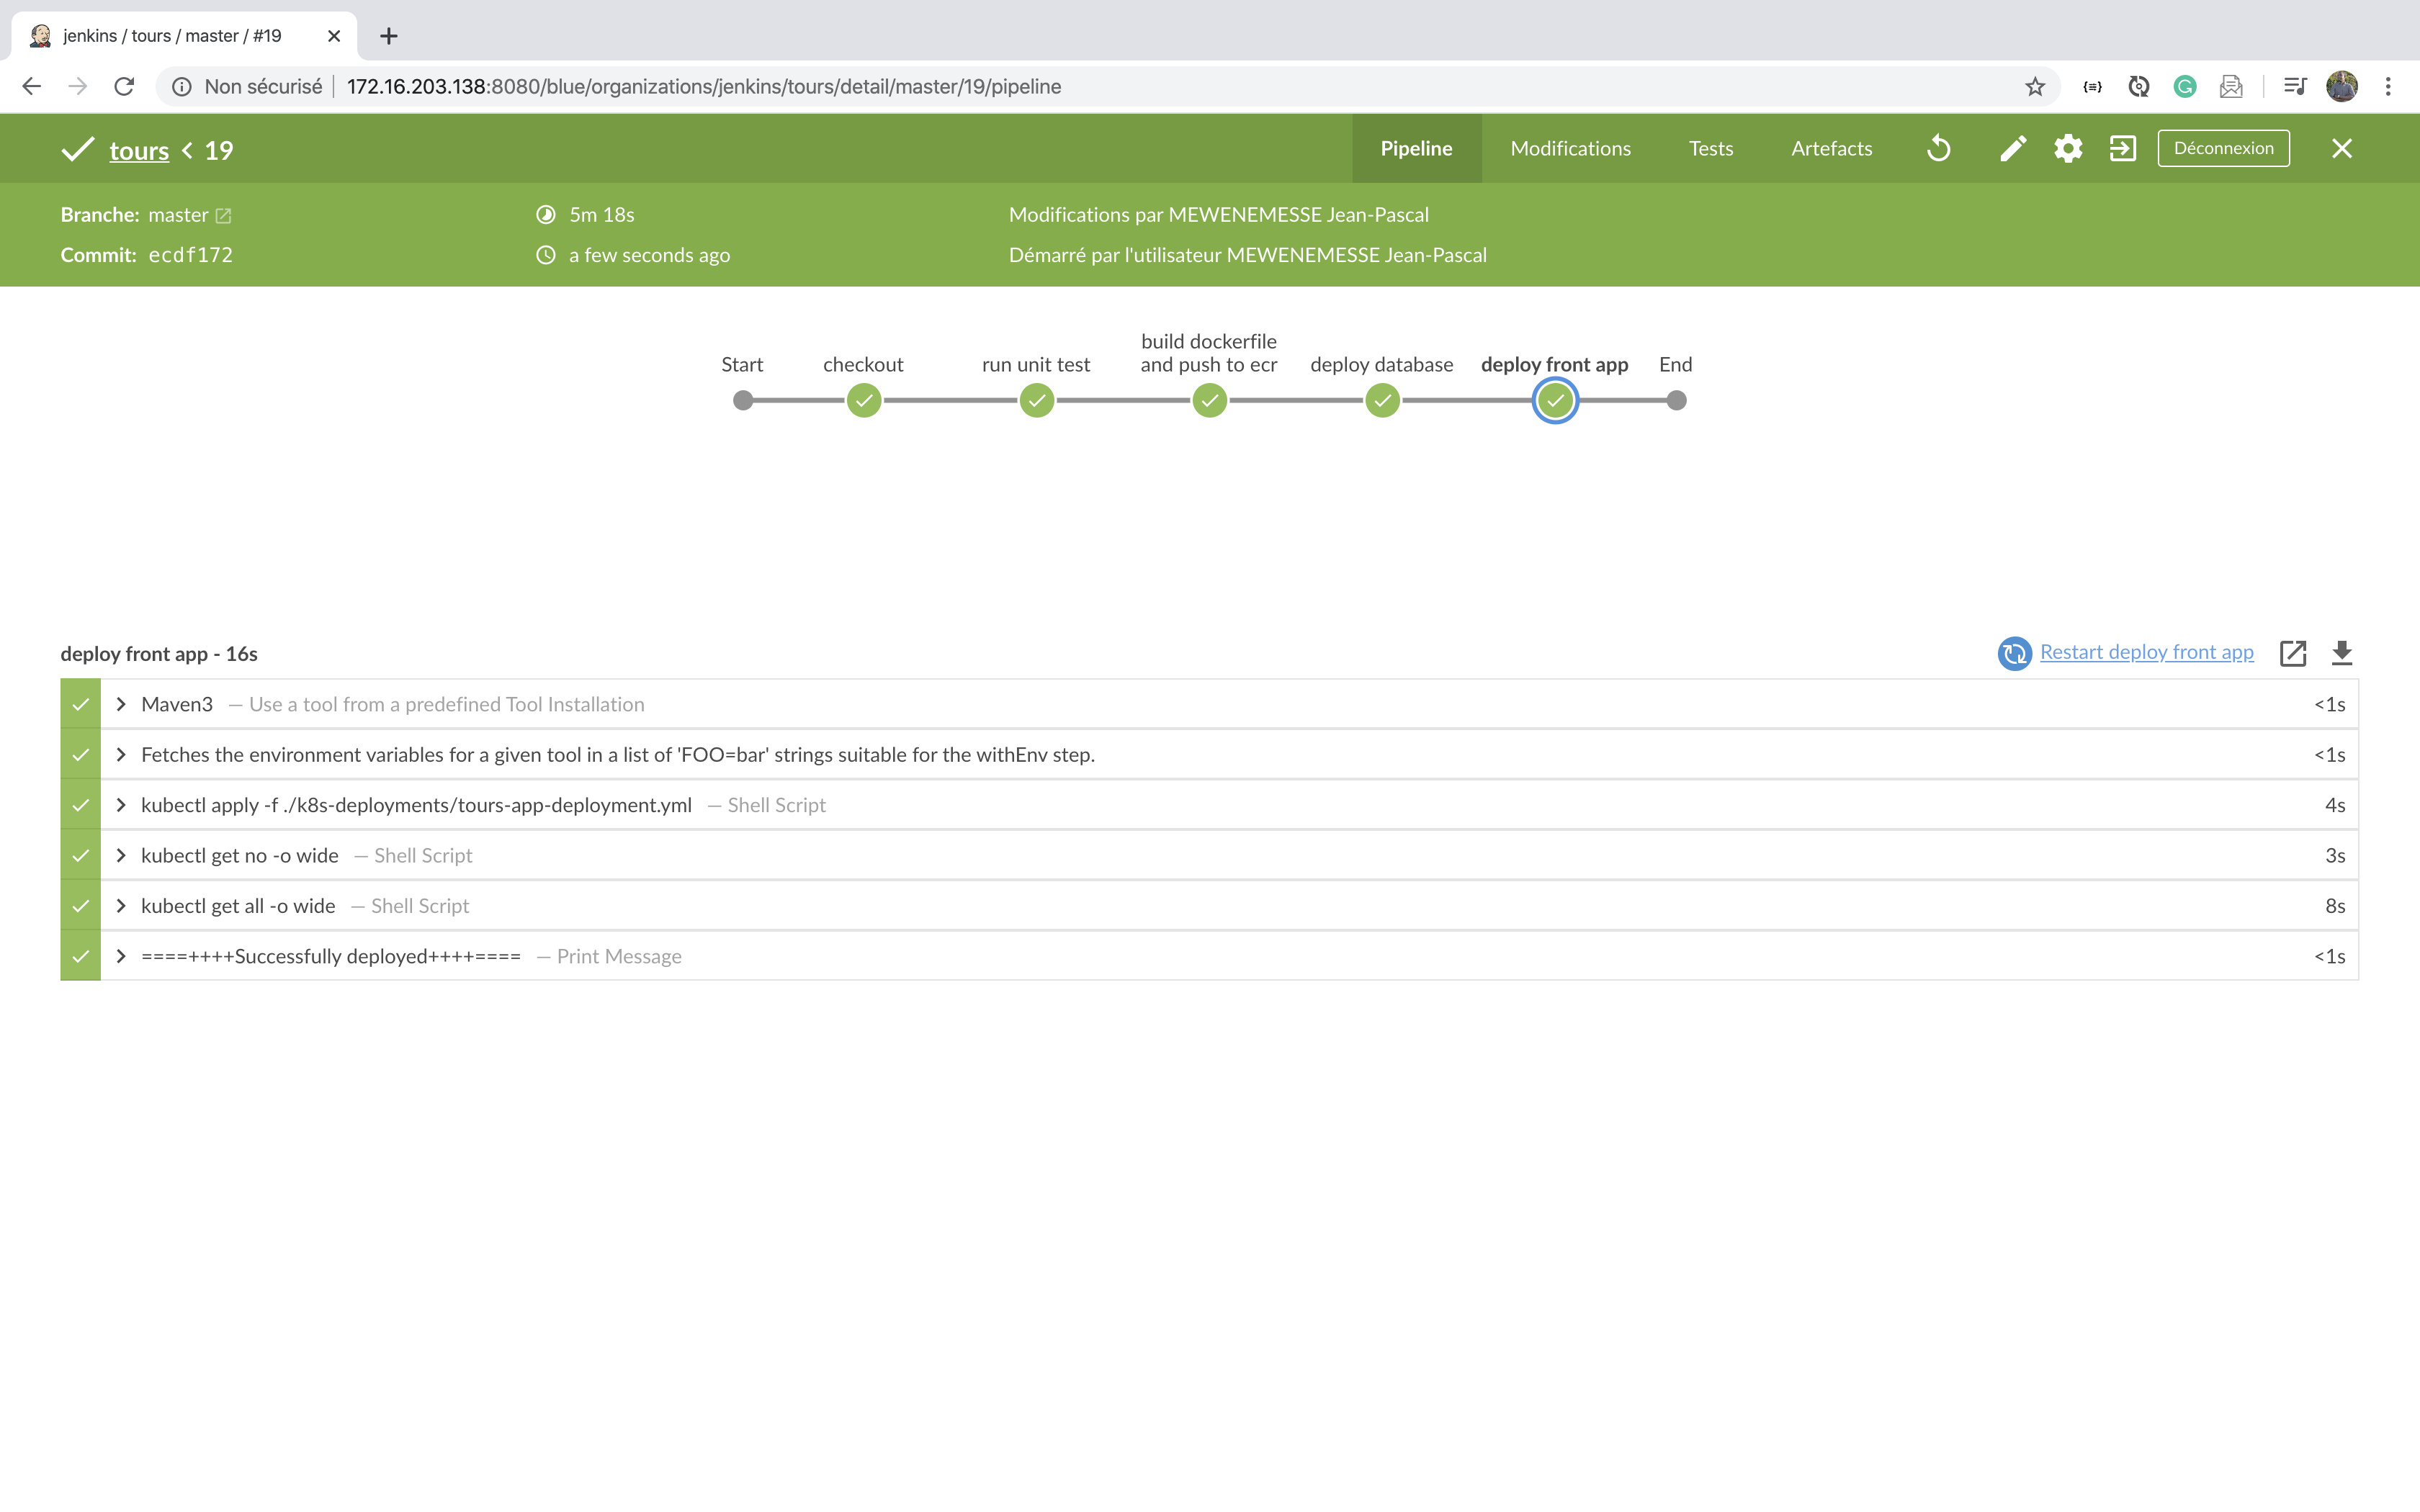 jenkins / tours / master / #19
Non sécurisé 172.16.203.138:8080/blue/organizations/jenkins/tours/detail/master/19/pipeline
tours < 19 Pipeline Modifications Tests Artefacts Déconnexion
Branche: master 5m 18s Modifications par MEWENEMESSE Jean-Pascal
Commit: ecdf172 a few seconds ago Démarré par l'utilisateur MEWENEMESSE Jean-Pascal
build dockerfile
Start checkout run unit test and push to ecr deploy database deploy front app End
deploy front app - 16s Restart deploy front app
Maven3 — Use a tool from a predefined Tool Installation <1s
Fetches the environment variables for a given tool in a list of 'FOO=bar' strings suitable for the withEnv step. <1s
kubectl apply -f ./k8s-deployments/tours-app-deployment.yml — Shell Script 4s
kubectl get no -o wide — Shell Script 3s
kubectl get all -o wide — Shell Script 8s
====++++Successfully deployed++++==== — Print Message <1s